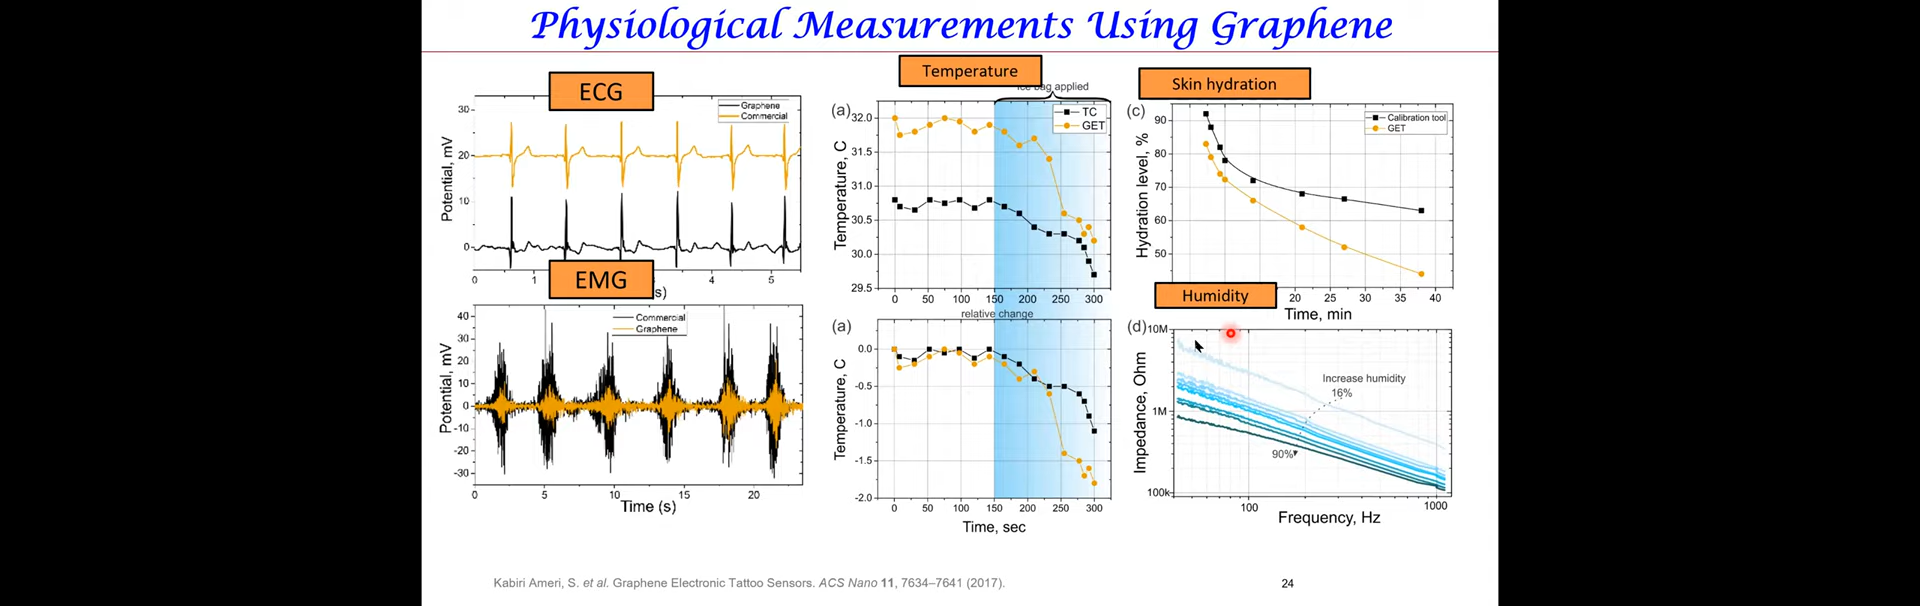 Physiological Measurements Using Graphene
ECG
Graphene
Commercial
30
20
10
0
Potential, mV
0 1 4 5
s)
EMG
Commercial
Graphene
40
30
20
10
0
-10
-20
-30
Potential, mV
0 5 10 15 20
Time (s)
Temperature
bag applied
(a)
TC
GET
32.0
31.5
31.0
30.5
30.0
29.5
Temperature, C
0 50 100 150 200 250 300
relative change
(a)
0.0
-0.5
-1.0
-1.5
-2.0
Temperature, C
0 50 100 150 200 250 300
Time, sec
Skin hydration
(c)
Calibration tool
GET
90
80
70
60
50
Hydration level, %
20 25 30 35 40
Time, min
Humidity
(d)
10M
1M
100k
Impedance, Ohm
Increase humidity
16%
90%
100 1000
Frequency, Hz
Kabiri Ameri, S. et al. Graphene Electronic Tattoo Sensors. ACS Nano 11, 7634–7641 (2017).
24